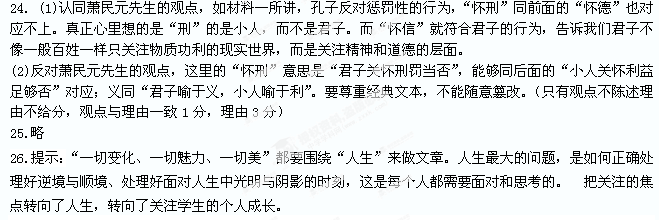 24. (1)认同萧民元先生的观点，如材料一所讲，孔子反对惩罚性的行为，“怀刑”同前面的“怀德”也对
应不上。真正心里想的是“刑”的是小人，而不是君子。而“怀信”就符合君子的行为，告诉我们君子不
像一般百姓一样只关注物质功利的现实世界，而是关注精神和道德的层面。
(2)反对萧民元先生的观点，这里的“怀刑”意思是“君子关怀刑罚当否”，能够同后面的“小人关怀利益
足够否”对应；义同“君子喻于义，小人喻于利”。要尊重经典文本，不能随意篡改。（只有观点不陈述理
由不给分，观点与理由一致 1 分，理由 3 分）
25.略
26.提示：“一切变化、一切魅力、一切美”都要围绕“人生”来做文章。人生最大的问题，是如何正确处
理好逆境与顺境、处理好面对人生中光明与阴影的时刻，这是每个人都需要面对和思考的。 把关注的焦
点转向了人生，转向了关注学生的个人成长。